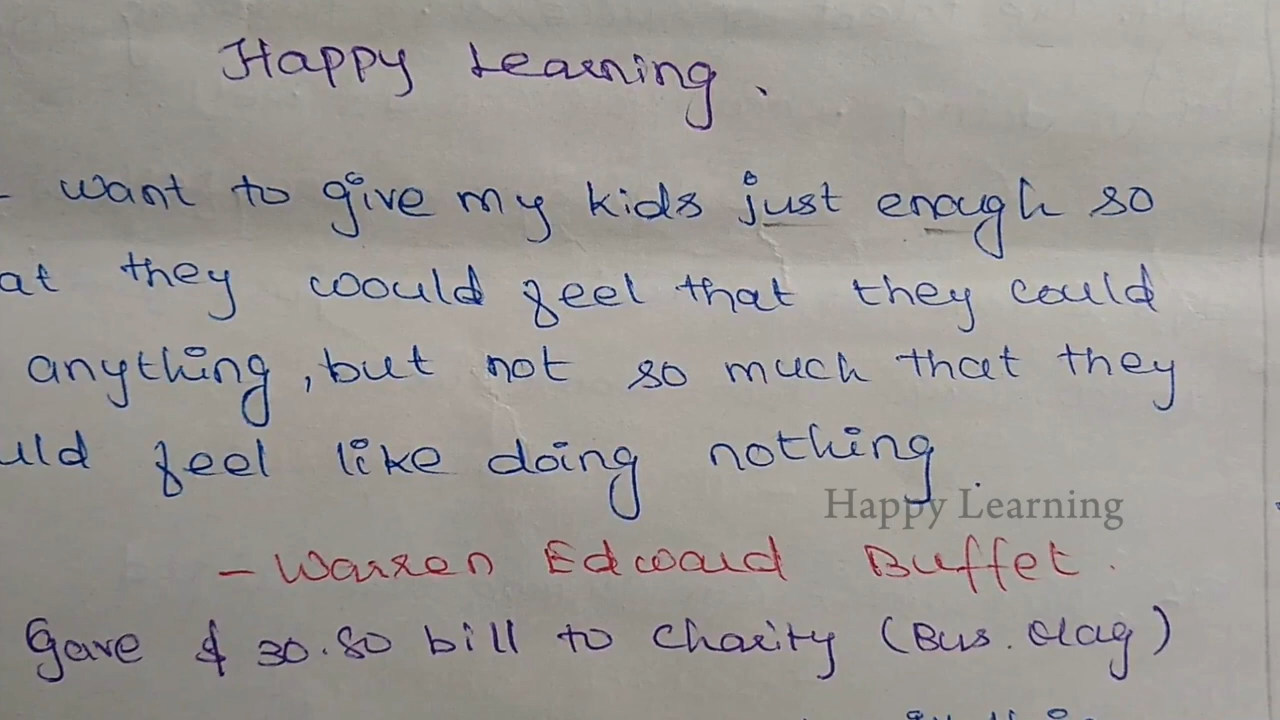 Happy Learning.
want to give my kids just enough so
at they would feel that they could
anything, but not so much that they
uld feel like doing nothing.
Happy Learning
- Warren Edward Buffet.
Gave $ 30.80 bill to charity (Bus.